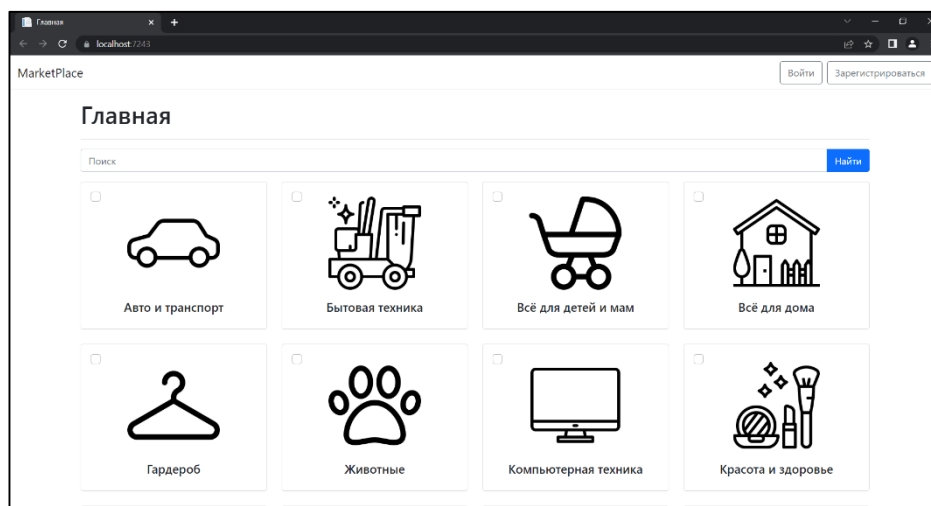 Главная
localhost:7243
MarketPlace
Войти
Зарегистрироваться
Главная
Поиск
Найти
Авто и транспорт
Бытовая техника
Всё для детей и мам
Всё для дома
Гардероб
Животные
Компьютерная техника
Красота и здоровье